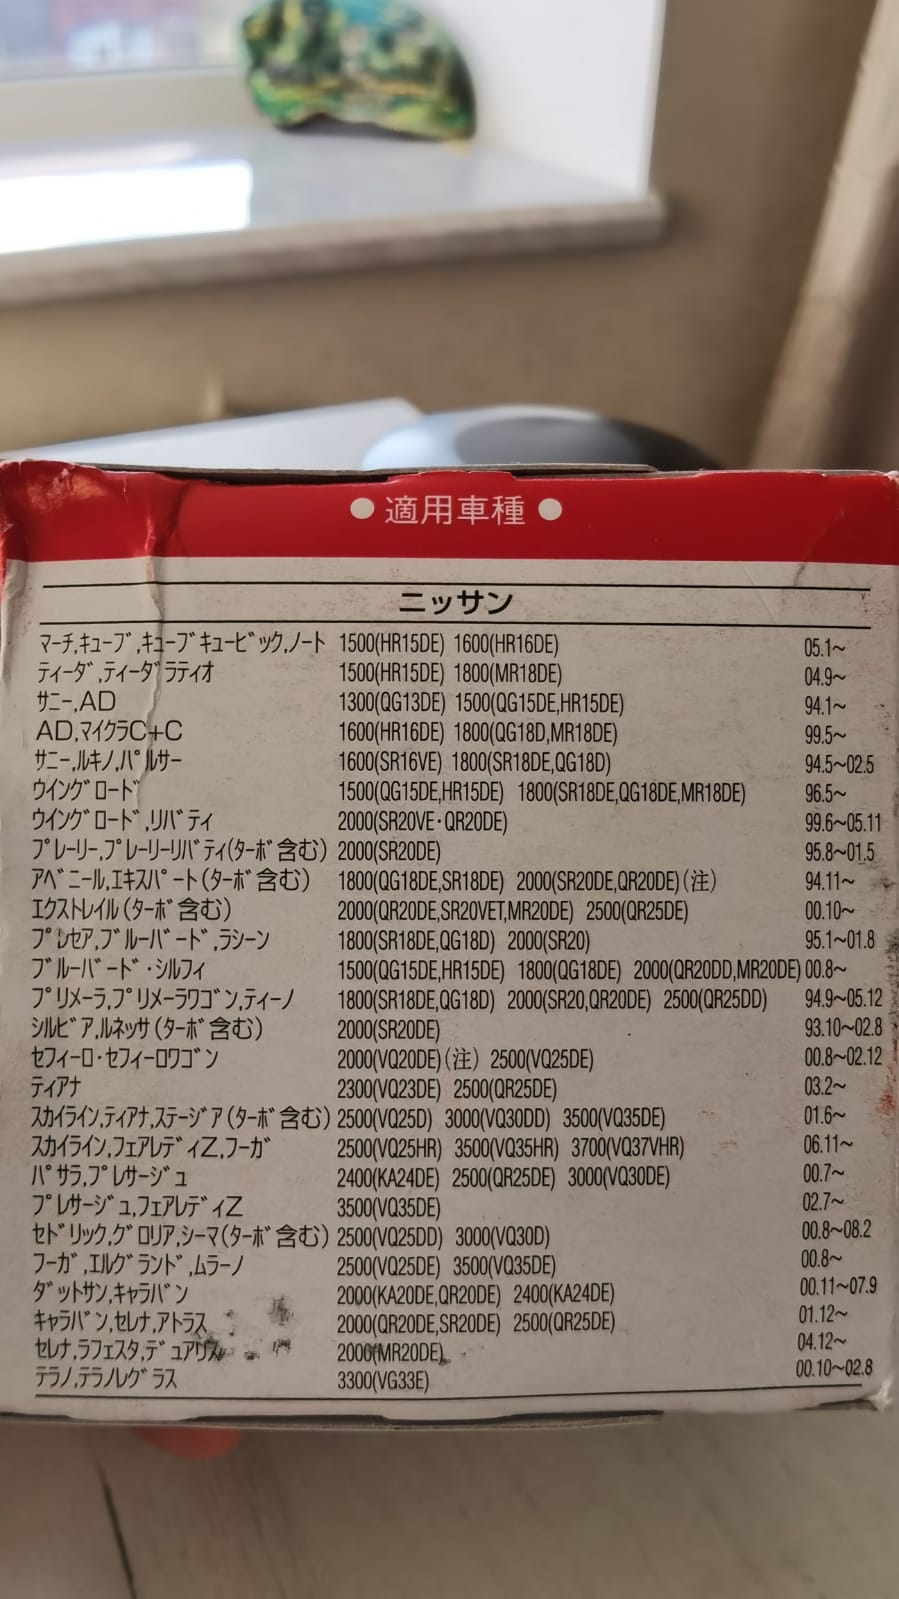 ● 適用車種 ●
ニッサン
マーチ,キューブ,キューブキュービック,ノート 1500(HR15DE) 1600(HR16DE) 05.1～
ティーダ,ティーダラティオ 1500(HR15DE) 1800(MR18DE) 04.9～
サニー,AD 1300(QG13DE) 1500(QG15DE,HR15DE) 94.1～
AD,マイクラC+C 1600(HR16DE) 1800(QG18D,MR18DE) 99.5～
サニー,ルキノ,パルサー 1600(SR16VE) 1800(SR18DE,QG18D) 94.5～02.5
ウイングロード 1500(QG15DE,HR15DE) 1800(SR18DE,QG18DE,MR18DE) 96.5～
ウイングロード,リバティ 2000(SR20VE・QR20DE) 99.6～05.11
プレーリー,プレーリーリバティ(ターボ含む) 2000(SR20DE) 95.8～01.5
アベニール,エキスパート(ターボ含む) 1800(QG18DE,SR18DE) 2000(SR20DE,QR20DE)(注) 94.11～
エクストレイル(ターボ含む) 2000(QR20DE,SR20VET,MR20DE) 2500(QR25DE) 00.10～
プレセア,ブルーバード,ラシーン 1800(SR18DE,QG18D) 2000(SR20) 95.1～01.8
ブルーバード・シルフィ 1500(QG15DE,HR15DE) 1800(QG18DE) 2000(QR20DD,MR20DE) 00.8～
プリメーラ,プリメーラワゴン,ティーノ 1800(SR18DE,QG18D) 2000(SR20,QR20DE) 2500(QR25DD) 94.9～05.12
シルビア,ルネッサ(ターボ含む) 2000(SR20DE) 93.10～02.8
セフィーロ・セフィーロワゴン 2000(VQ20DE)(注) 2500(VQ25DE) 00.8～02.12
ティアナ 2300(VQ23DE) 2500(QR25DE) 03.2～
スカイライン,ティアナ,ステージア(ターボ含む) 2500(VQ25D) 3000(VQ30DD) 3500(VQ35DE) 01.6～
スカイライン,フェアレディZ,フーガ 2500(VQ25HR) 3500(VQ35HR) 3700(VQ37VHR) 06.11～
バサラ,プレサージュ 2400(KA24DE) 2500(QR25DE) 3000(VQ30DE) 00.7～
プレサージュ,フェアレディZ 3500(VQ35DE) 02.7～
セドリック,グロリア,シーマ(ターボ含む) 2500(VQ25DD) 3000(VQ30D) 00.8～08.2
フーガ,エルグランド,ムラーノ 2500(VQ25DE) 3500(VQ35DE) 00.8～
ダットサン,キャラバン 2000(KA20DE,QR20DE) 2400(KA24DE) 00.11～07.9
キャラバン,セレナ,アトラス 2000(QR20DE,SR20DE) 2500(QR25DE) 01.12～
セレナ,ラフェスタ,デュアリス 2000(MR20DE) 04.12～
テラノ,テラノレグラス 3300(VG33E) 00.10～02.8